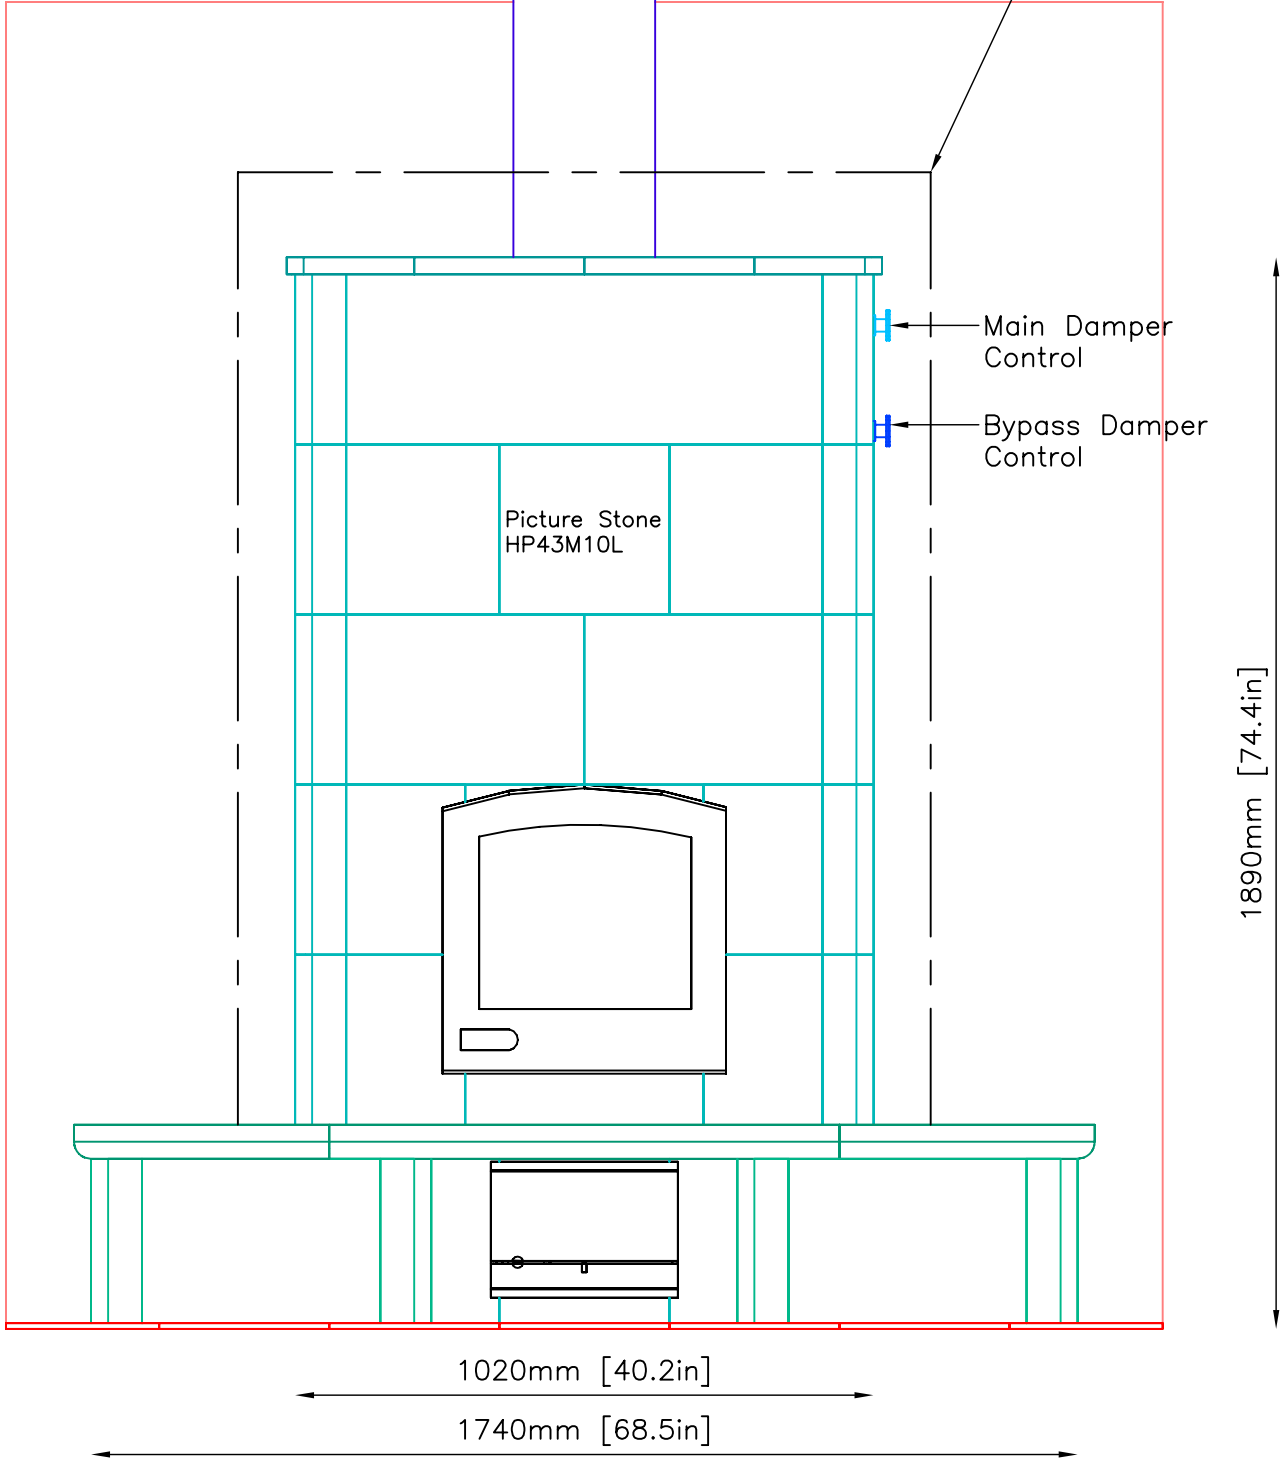 Main Damper
Control
Bypass Damper
Control
Picture Stone
HP43M10L
1890mm [74.4in]
1020mm [40.2in]
1740mm [68.5in]